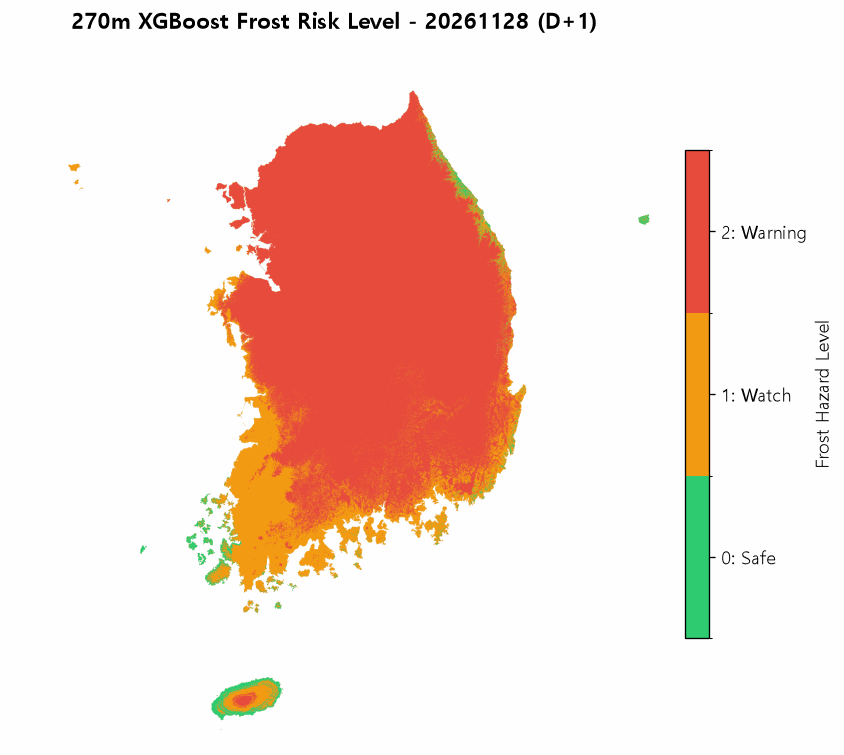 270m XGBoost Frost Risk Level - 20261128 (D+1)
2: Warning
1: Watch
0: Safe
Frost Hazard Level